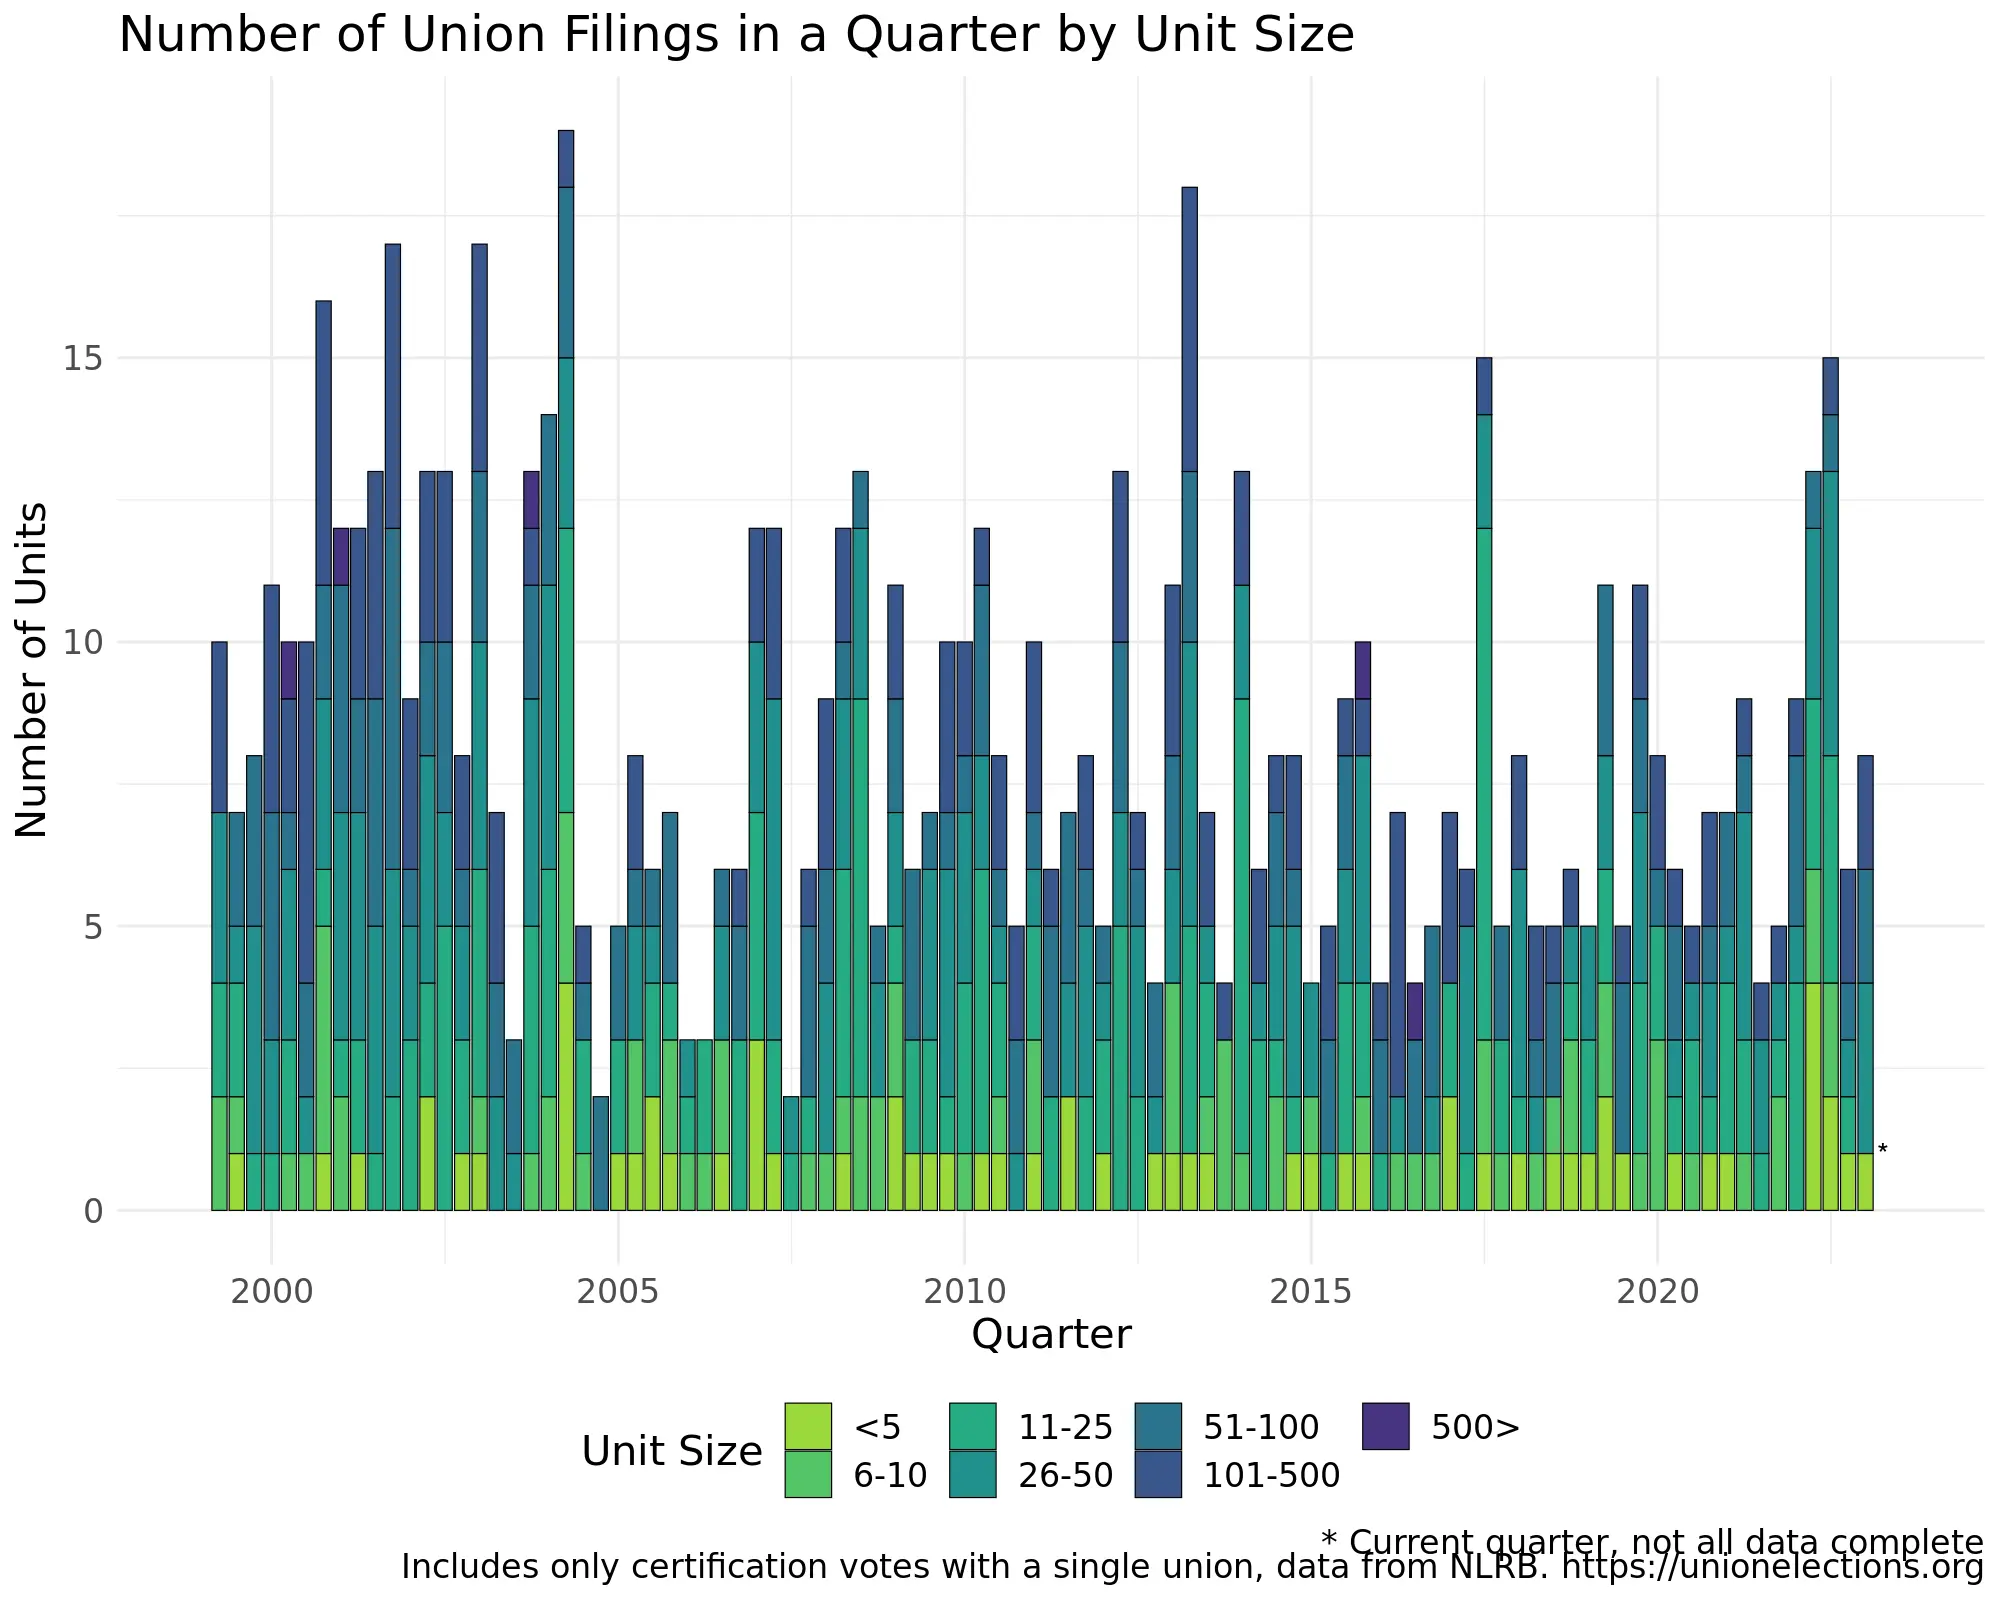 Number of Union Filings in a Quarter by Unit Size
Number of Units
15
10
5
0
*
2000 2005 2010 2015 2020
Quarter
Unit Size
<5 11-25 51-100 500>
6-10 26-50 101-500
* Current quarter, not all data complete
Includes only certification votes with a single union, data from NLRB. https://unionelections.org